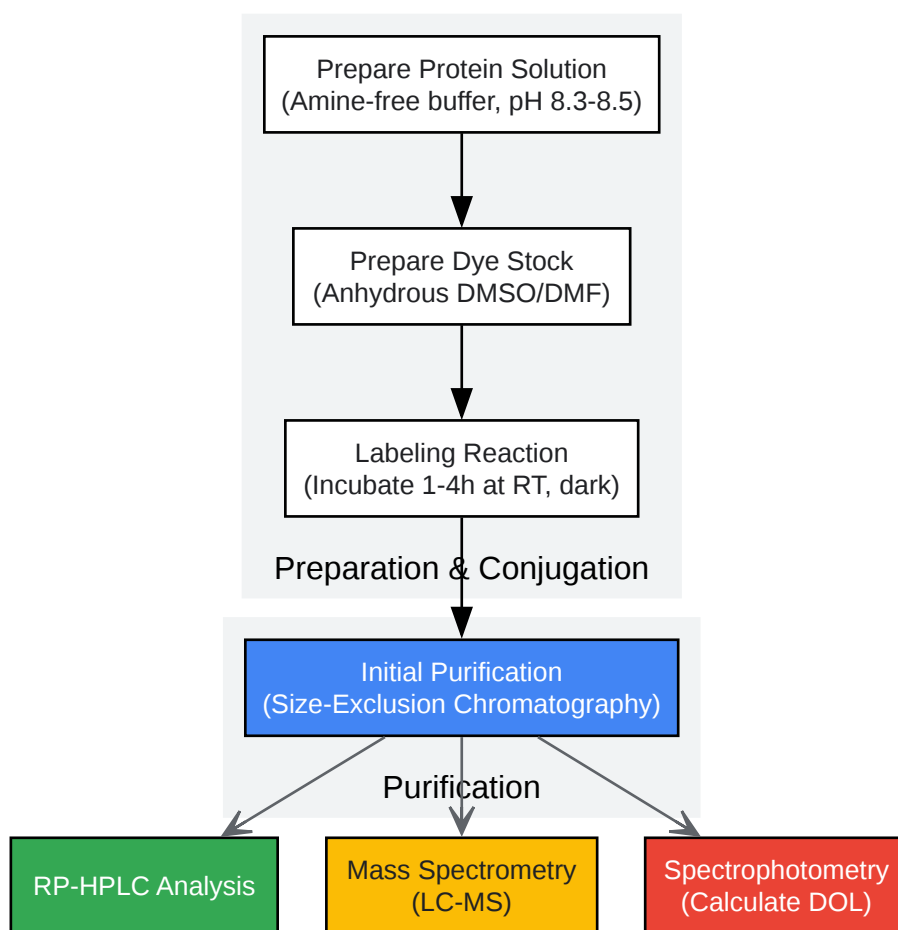 Prepare Protein Solution
(Amine-free buffer, pH 8.3-8.5)
Prepare Dye Stock
(Anhydrous DMSO/DMF)
Labeling Reaction
(Incubate 1-4h at RT, dark)
Preparation & Conjugation
Initial Purification
(Size-Exclusion Chromatography)
Purification
RP-HPLC Analysis
Mass Spectrometry
(LC-MS)
Spectrophotometry
(Calculate DOL)